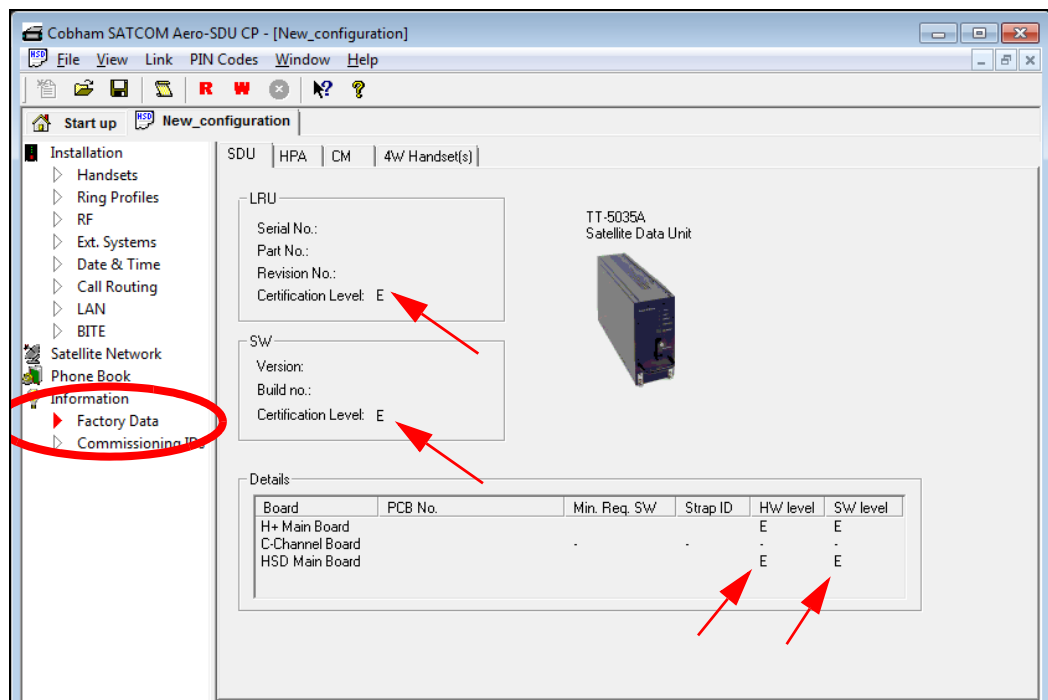 Cobham SATCOM Aero-SDU CP - [New_configuration]
File View Link PIN Codes Window Help
R W
Start up New_configuration
Installation
Handsets
Ring Profiles
RF
Ext. Systems
Date & Time
Call Routing
LAN
BITE
Satellite Network
Phone Book
Information
Factory Data
Commissioning IDs
SDU HPA CM 4W Handset(s)
LRU
Serial No.:
Part No.:
Revision No.:
Certification Level: E
TT-5035A
Satellite Data Unit
SW
Version:
Build no.:
Certification Level: E
Details
Board PCB No. Min. Req. SW Strap ID HW level SW level
H+ Main Board E E
C-Channel Board - - - -
HSD Main Board E E